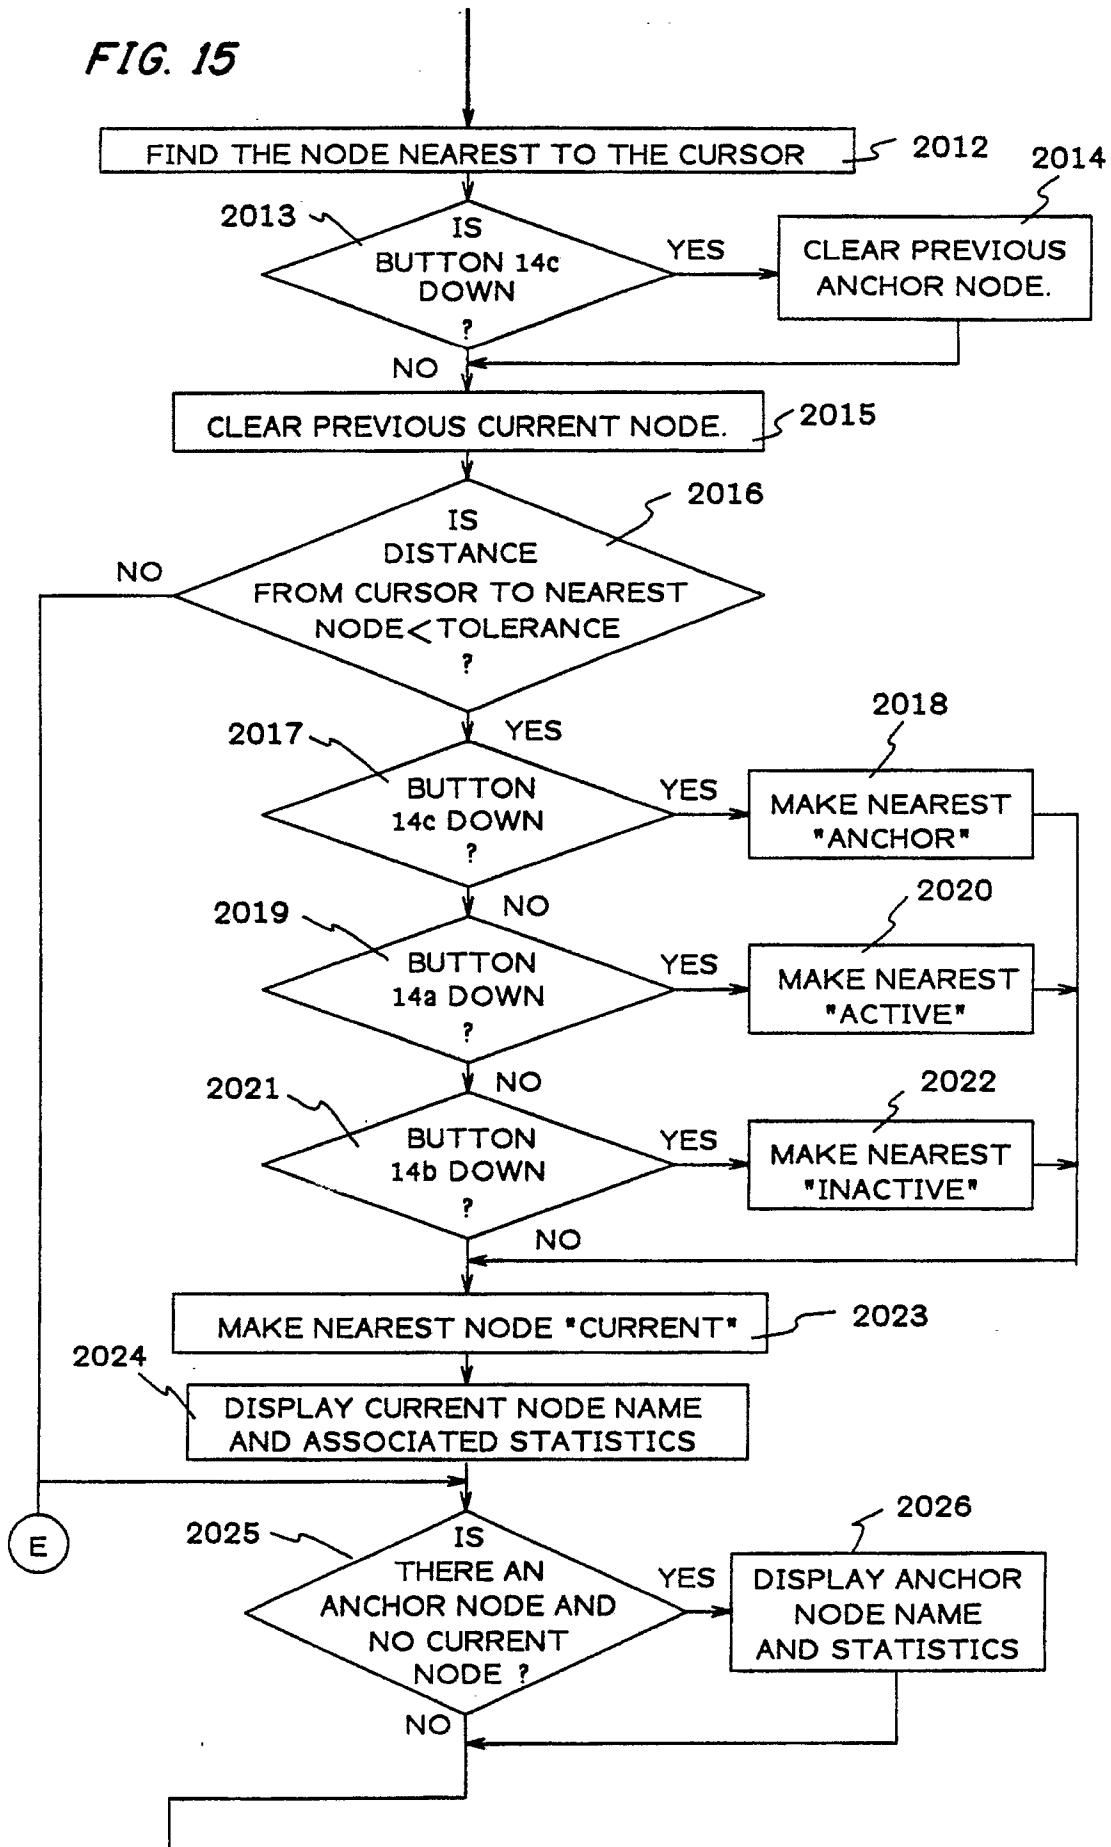 FIG. 15
FIND THE NODE NEAREST TO THE CURSOR
2012
2014
2013
IS
BUTTON 14c
DOWN
?
YES
CLEAR PREVIOUS
ANCHOR NODE.
NO
CLEAR PREVIOUS CURRENT NODE.
2015
2016
IS
DISTANCE
FROM CURSOR TO NEAREST
NODE<TOLERANCE
?
NO
YES
2017
BUTTON
14c DOWN
?
YES
2018
MAKE NEAREST
"ANCHOR"
NO
2019
BUTTON
14a DOWN
?
YES
2020
MAKE NEAREST
"ACTIVE"
NO
2021
BUTTON
14b DOWN
?
YES
2022
MAKE NEAREST
"INACTIVE"
NO
MAKE NEAREST NODE "CURRENT"
2023
2024
DISPLAY CURRENT NODE NAME
AND ASSOCIATED STATISTICS
E
2025
IS
THERE AN
ANCHOR NODE AND
NO CURRENT
NODE ?
YES
2026
DISPLAY ANCHOR
NODE NAME
AND STATISTICS
NO